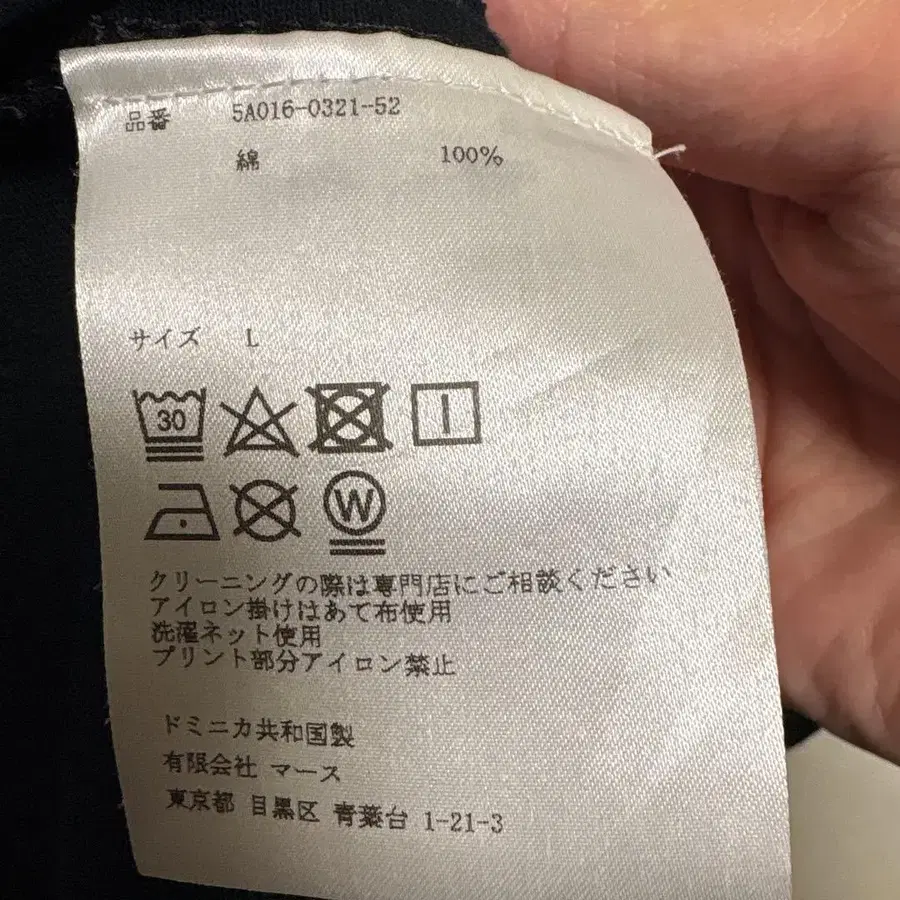 品番 5A016-0321-52
綿 100%
サイズ L
30
W
クリーニングの際は専門店にご相談ください
アイロン掛けはあて布使用
洗濯ネット使用
プリント部分アイロン禁止
ドミニカ共和国製
有限会社 マース
東京都 目黒区 青葉台 1-21-3